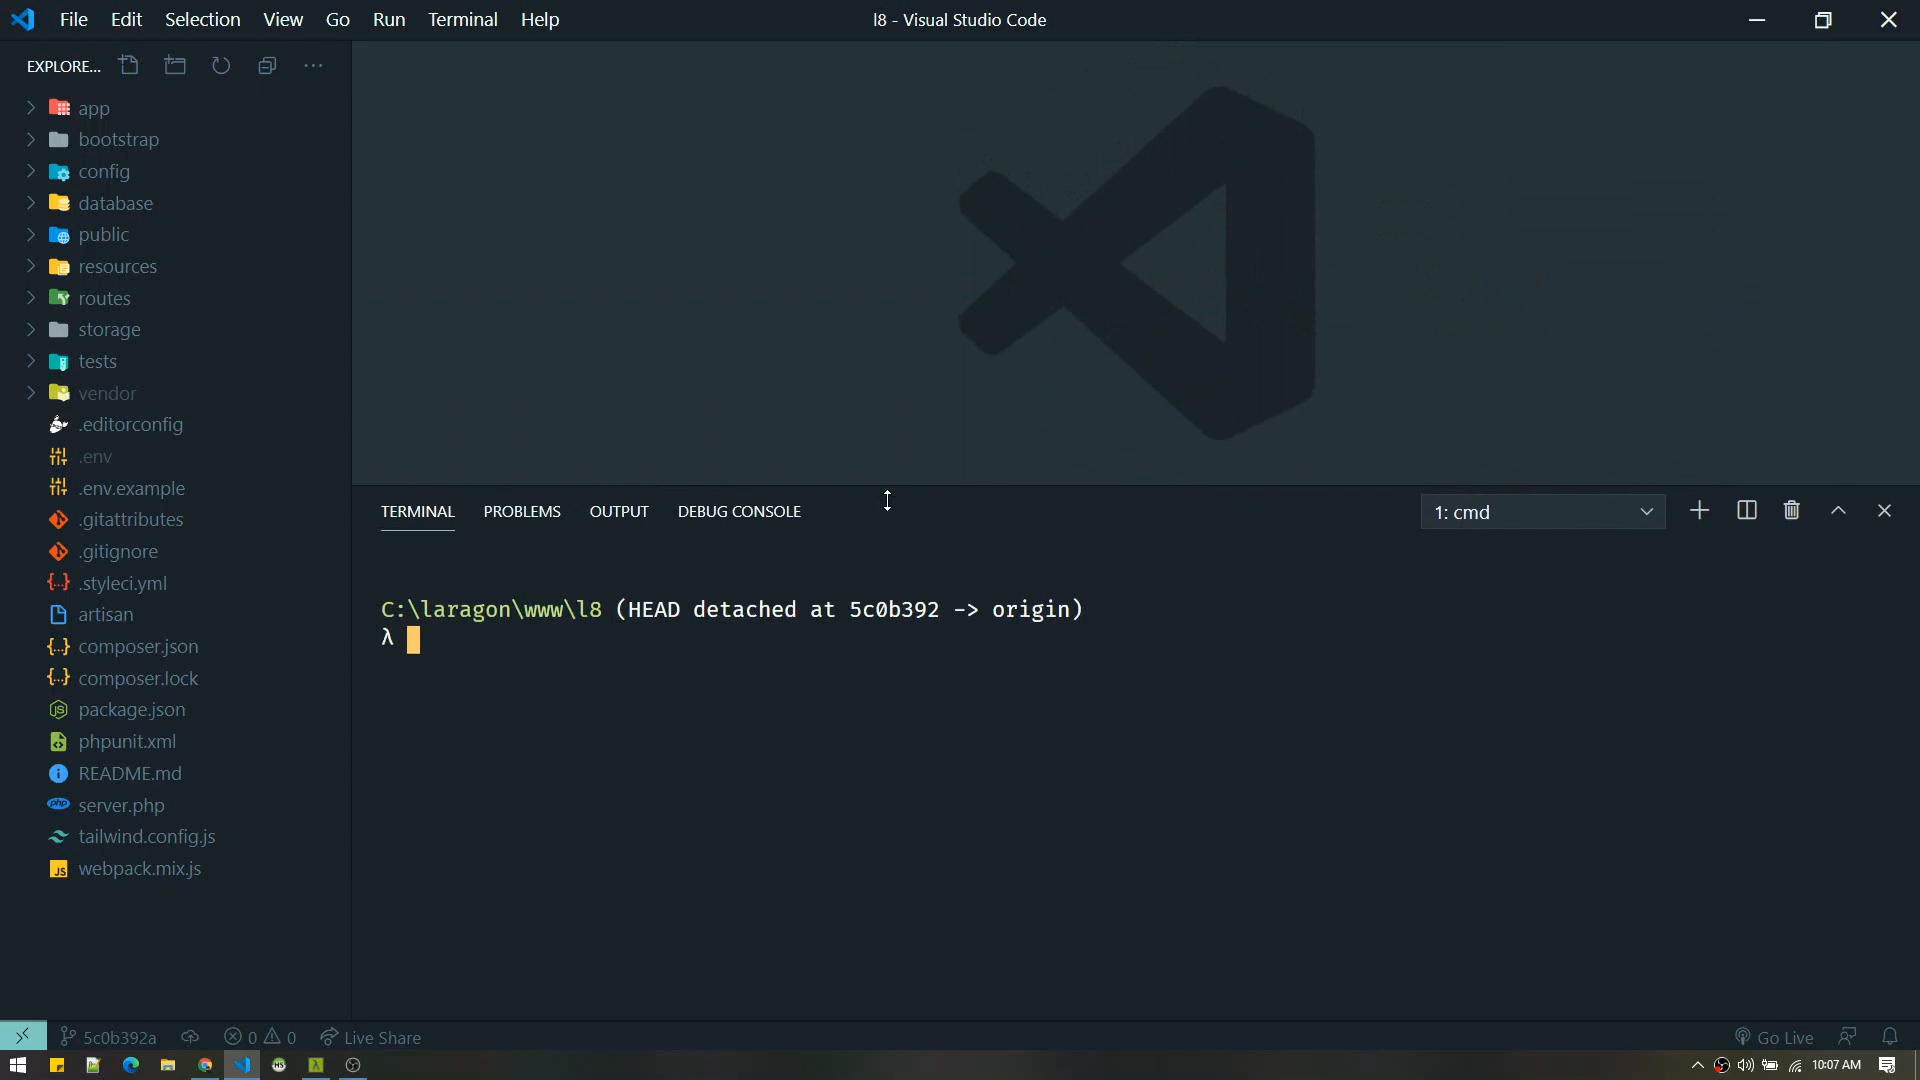 File Edit Selection View Go Run Terminal Help
l8 - Visual Studio Code
EXPLORE...
app
bootstrap
config
database
public
resources
routes
storage
tests
vendor
.editorconfig
.env
.env.example
.gitattributes
.gitignore
.styleci.yml
artisan
composer.json
composer.lock
package.json
phpunit.xml
README.md
server.php
tailwind.config.js
webpack.mix.js
TERMINAL PROBLEMS OUTPUT DEBUG CONSOLE
1: cmd
C:\laragon\www\l8 (HEAD detached at 5c0b392 -> origin)
λ
5c0b392a 0 0 Live Share
Go Live
10:07 AM